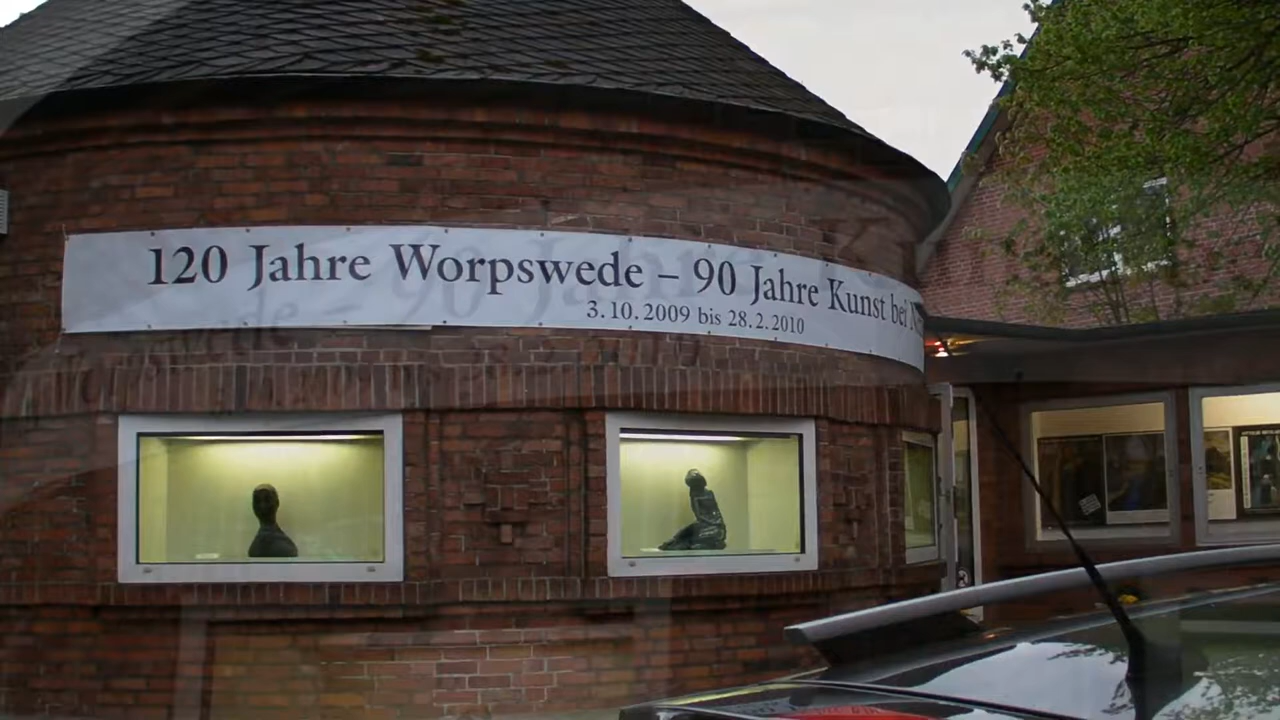 120 Jahre Worpswede – 90 Jahre Kunst bei
3.10.2009 bis 28.2.2010